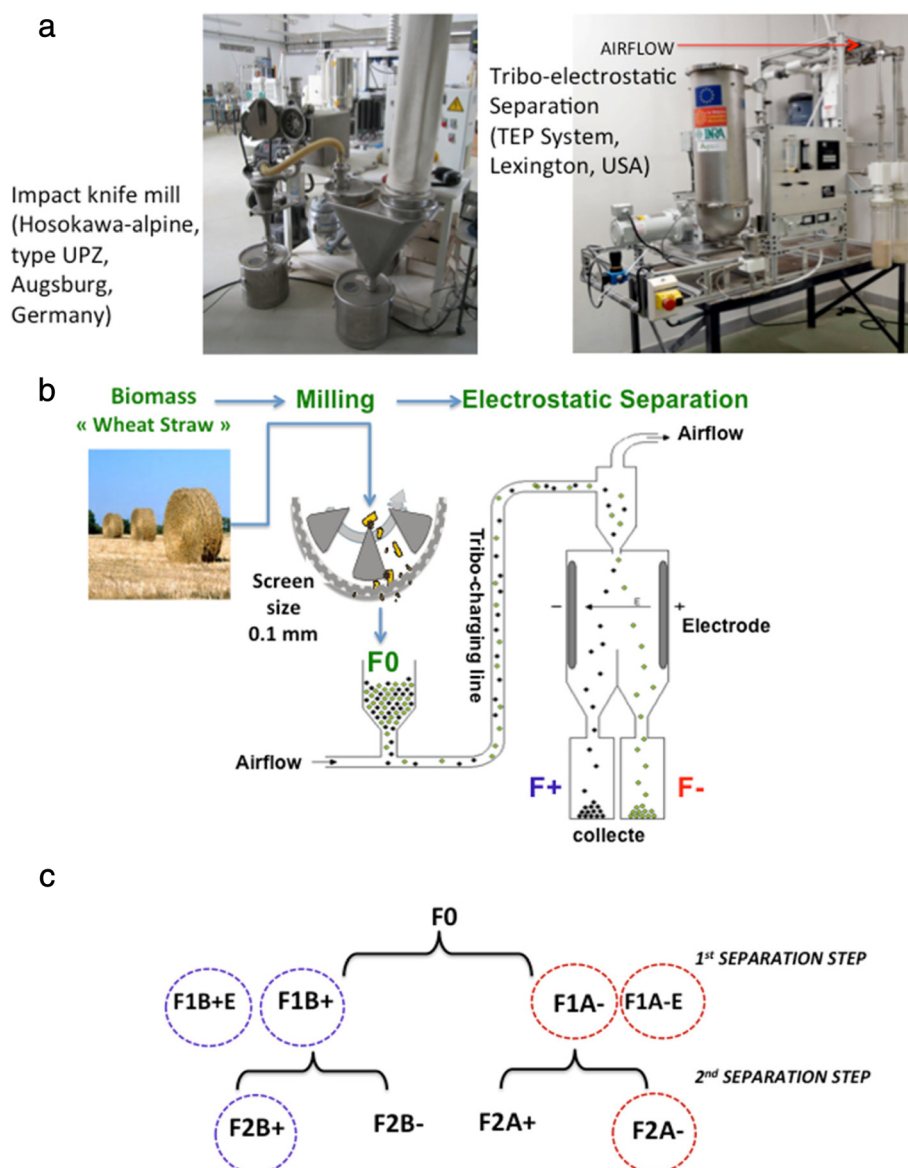 a
AIRFLOW
Tribo-electrostatic
Separation
(TEP System,
Lexington, USA)
INRA
Impact knife mill
(Hosokawa-alpine,
type UPZ,
Augsburg,
Germany)
b
Biomass
« Wheat Straw »
Milling
Electrostatic Separation
Airflow
Tribo-charging line
Screen
size
0.1 mm
F0
− E +
Electrode
Airflow
F+
F-
collecte
c
F0
1st SEPARATION STEP
F1B+E F1B+ F1A- F1A-E
2nd SEPARATION STEP
F2B+ F2B- F2A+ F2A-